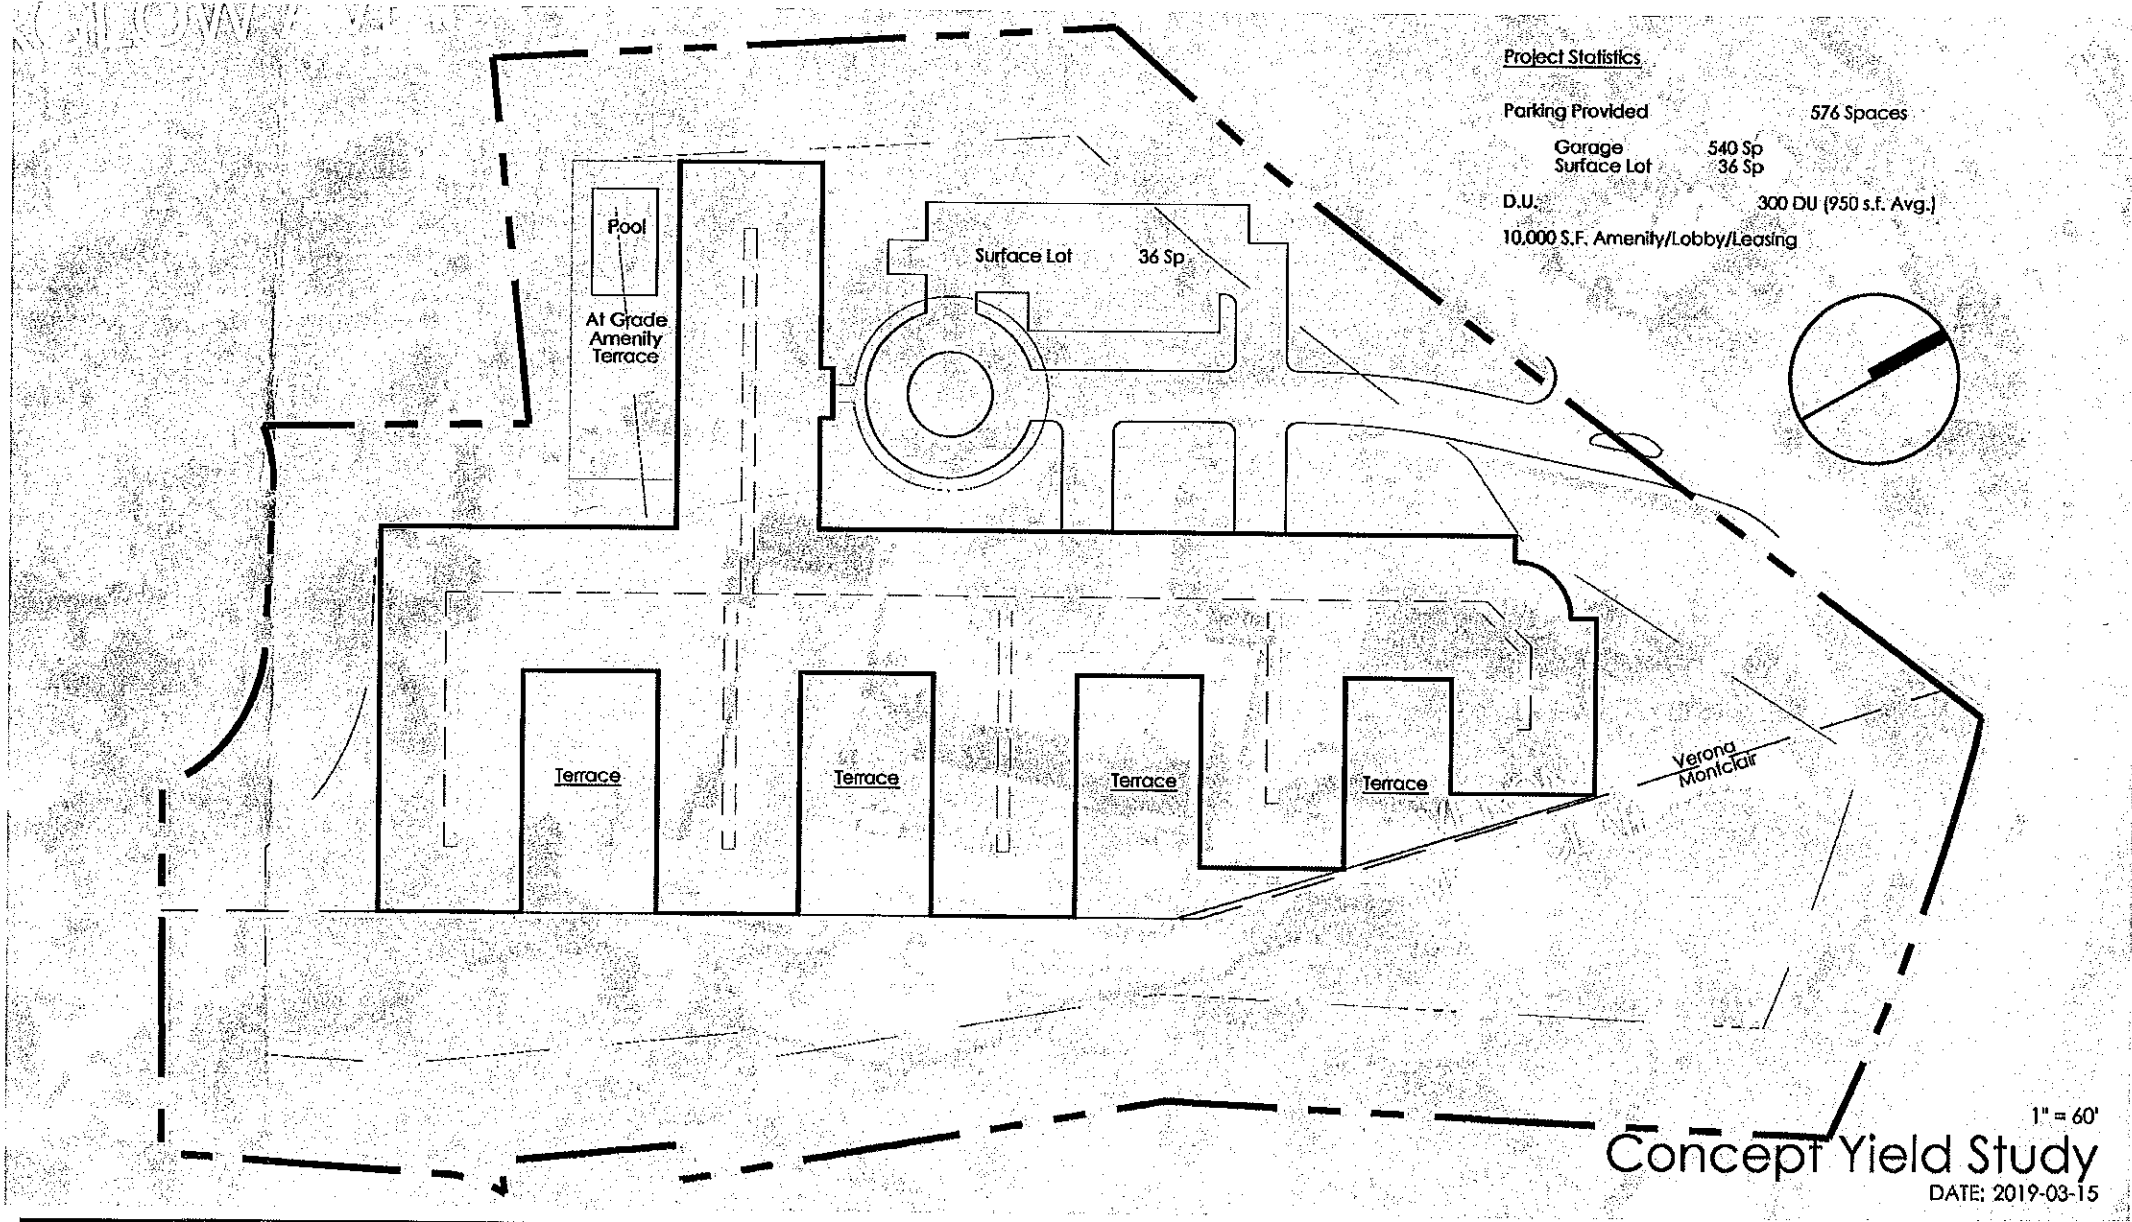 Project Statistics
Parking Provided 576 Spaces
Garage 540 Sp
Surface Lot 36 Sp
D.U. 300 DU (950 s.f. Avg.)
10,000 S.F. Amenity/Lobby/Leasing
Pool
Surface Lot 36 Sp
At Grade
Amenity
Terrace
Terrace
Terrace
Terrace
Terrace
Verona
Montclair
1" = 60'
Concept Yield Study
DATE: 2019-03-15